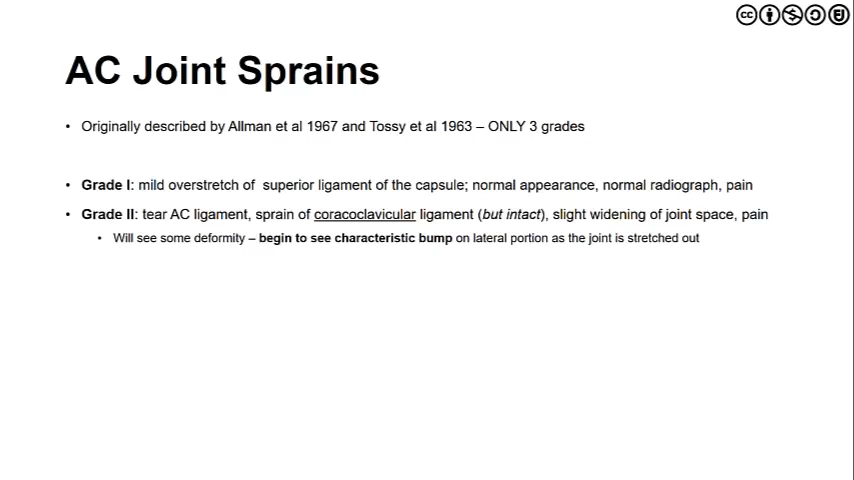 AC Joint Sprains
• Originally described by Allman et al 1967 and Tossy et al 1963 – ONLY 3 grades
• Grade I: mild overstretch of  superior ligament of the capsule; normal appearance, normal radiograph, pain
• Grade II: tear AC ligament, sprain of coracoclavicular ligament (but intact), slight widening of joint space, pain
• Will see some deformity – begin to see characteristic bump on lateral portion as the joint is stretched out